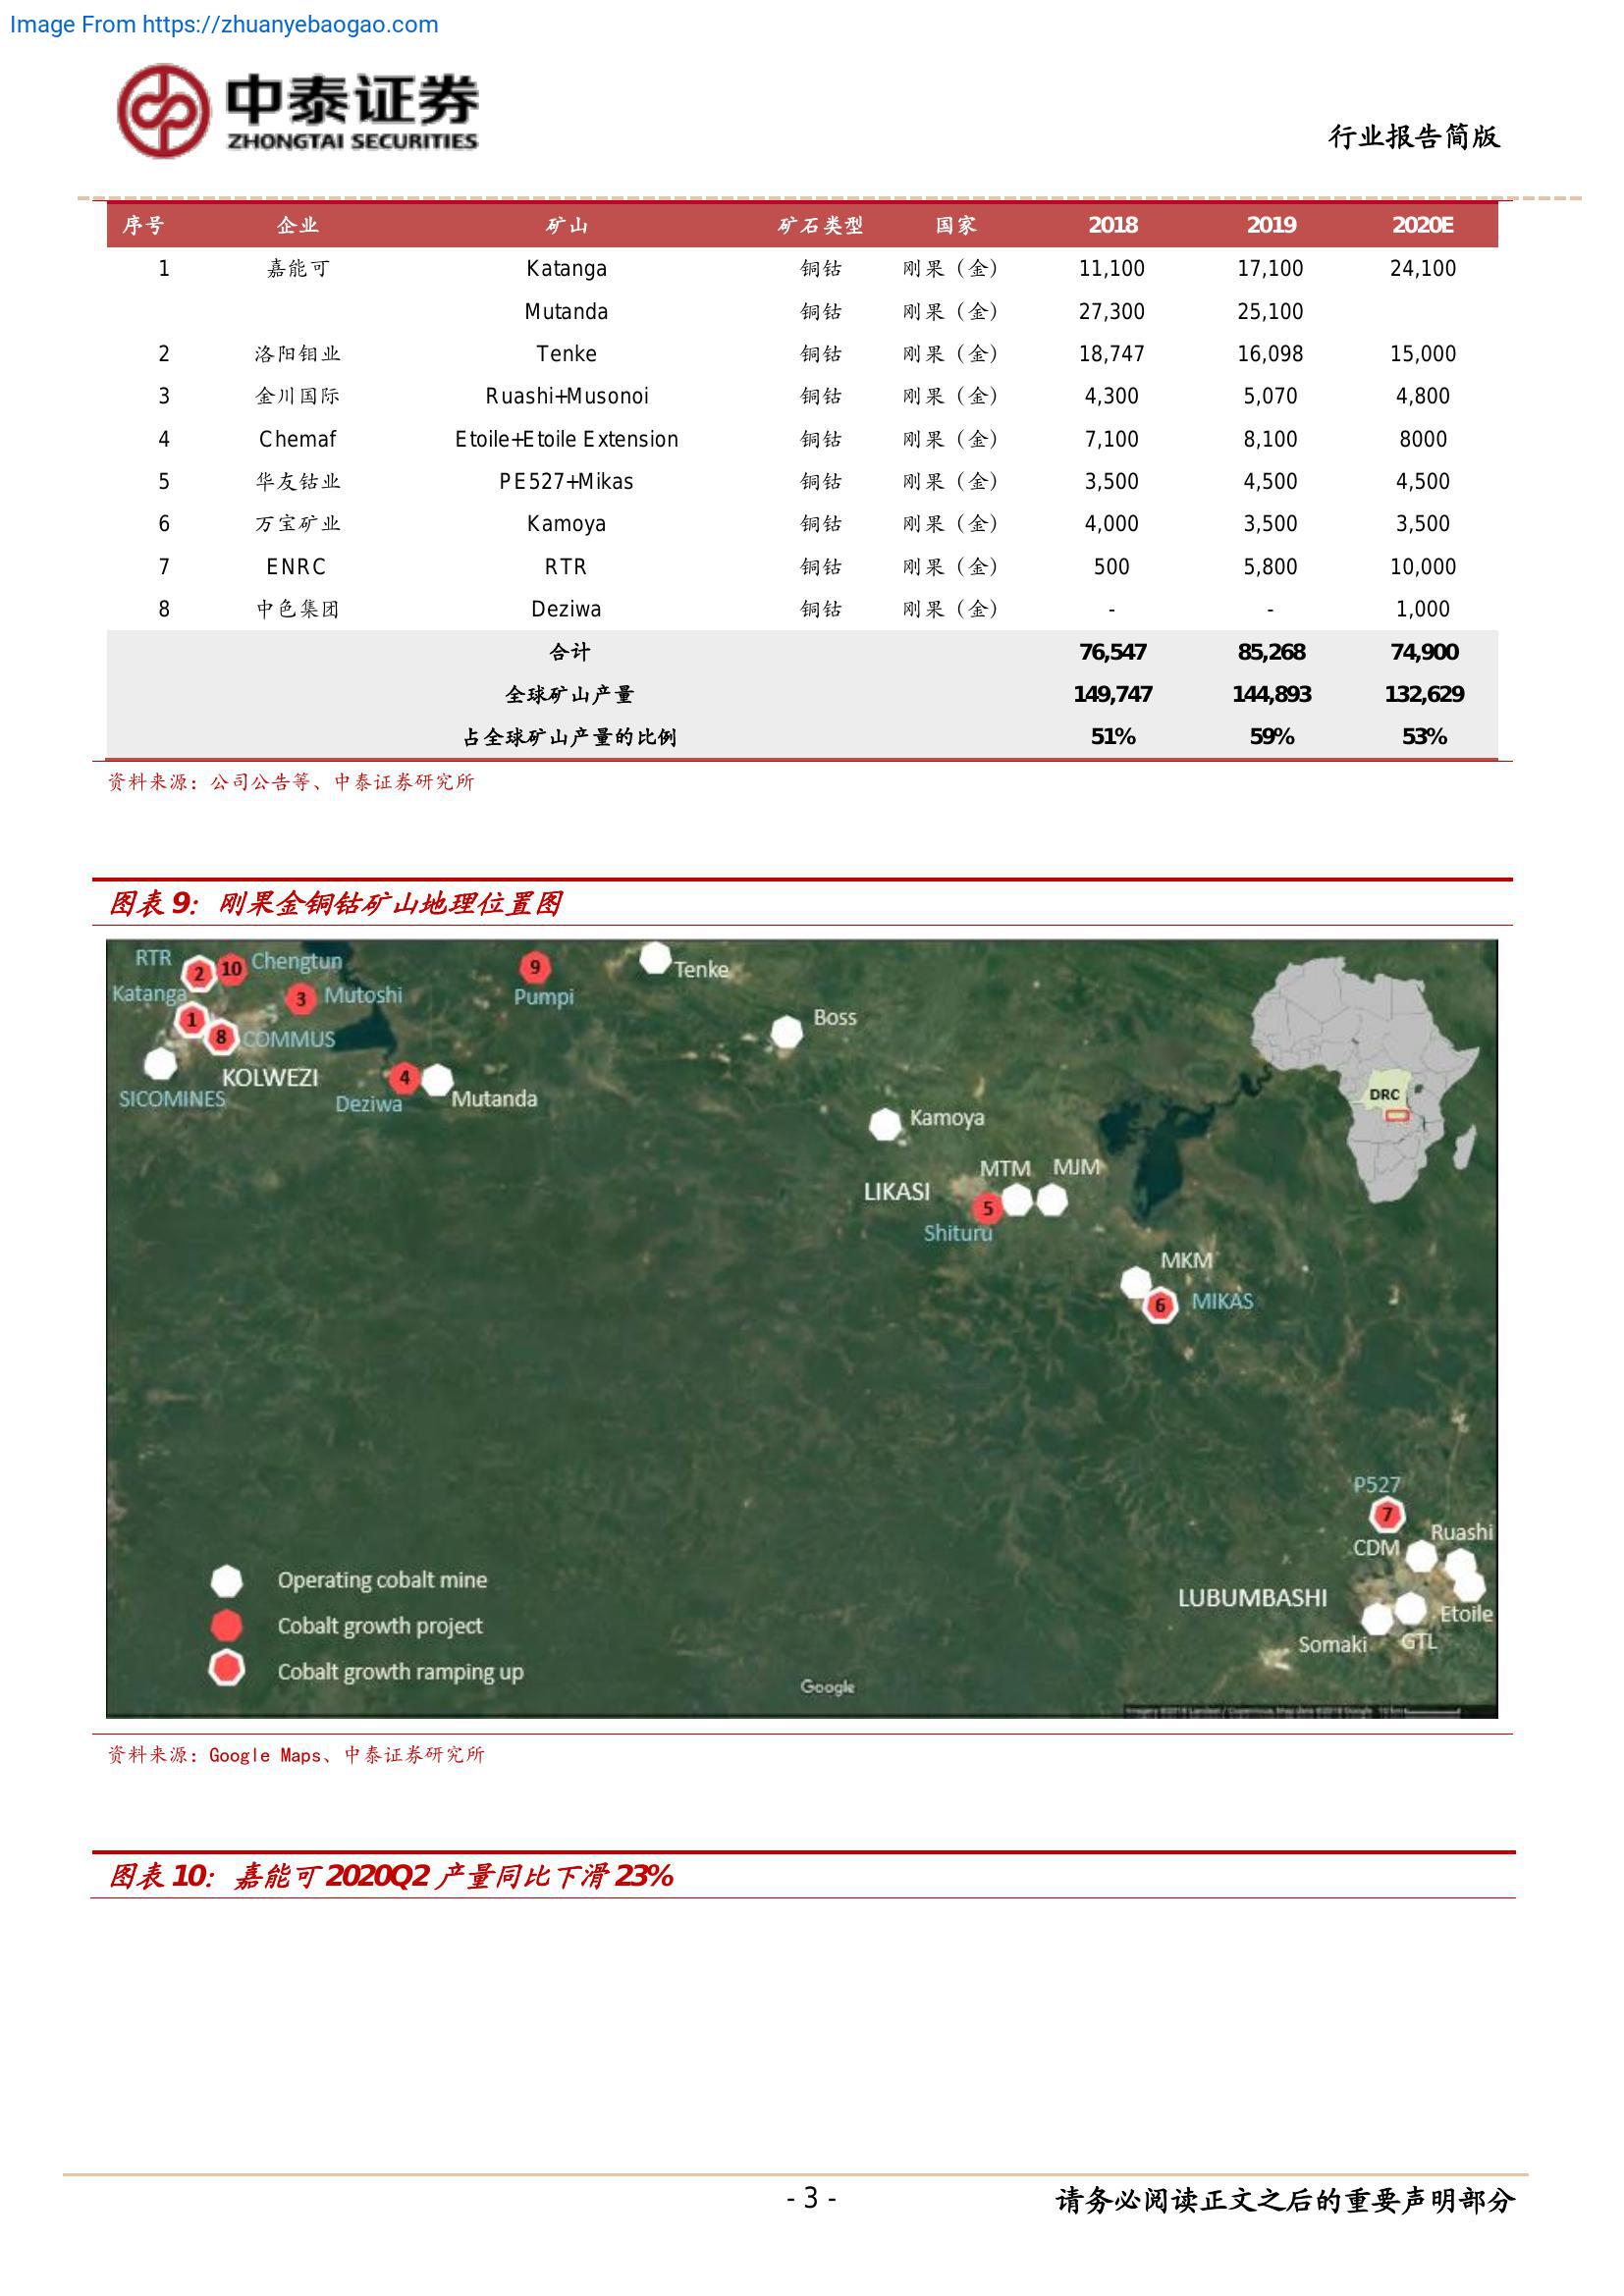 Image From https://zhuanyebaogao.com
中泰证券
ZHONGTAI SECURITIES
行业报告简版
序号 企业 矿山 矿石类型 国家 2018 2019 2020E
1 嘉能可 Katanga 铜钴 刚果（金） 11,100 17,100 24,100
Mutanda 铜钴 刚果（金） 27,300 25,100
2 洛阳钼业 Tenke 铜钴 刚果（金） 18,747 16,098 15,000
3 金川国际 Ruashi+Musonoi 铜钴 刚果（金） 4,300 5,070 4,800
4 Chemaf Etoile+Etoile Extension 铜钴 刚果（金） 7,100 8,100 8000
5 华友钴业 PE527+Mikas 铜钴 刚果（金） 3,500 4,500 4,500
6 万宝矿业 Kamoya 铜钴 刚果（金） 4,000 3,500 3,500
7 ENRC RTR 铜钴 刚果（金） 500 5,800 10,000
8 中色集团 Deziwa 铜钴 刚果（金） - - 1,000
合计 76,547 85,268 74,900
全球矿山产量 149,747 144,893 132,629
占全球矿山产量的比例 51% 59% 53%
资料来源：公司公告等、中泰证券研究所
图表 9：刚果金铜钴矿山地理位置图
RTR 2 10 Chengtun 9 Tenke
Katanga 3 Mutoshi Pumpi
1 Boss
8 COMMUS
KOLWEZI 4 DRC
SICOMINES Deziwa Mutanda
Kamoya
MTM MJM
LIKASI 5
Shituru
MKM
6 MIKAS
P527
7
Ruashi
CDM
Operating cobalt mine
LUBUMBASHI
Etoile
Cobalt growth project
Somaki GTL
Cobalt growth ramping up
Google
资料来源：Google Maps、中泰证券研究所
图表 10：嘉能可 2020Q2 产量同比下滑 23%
- 3 - 请务必阅读正文之后的重要声明部分